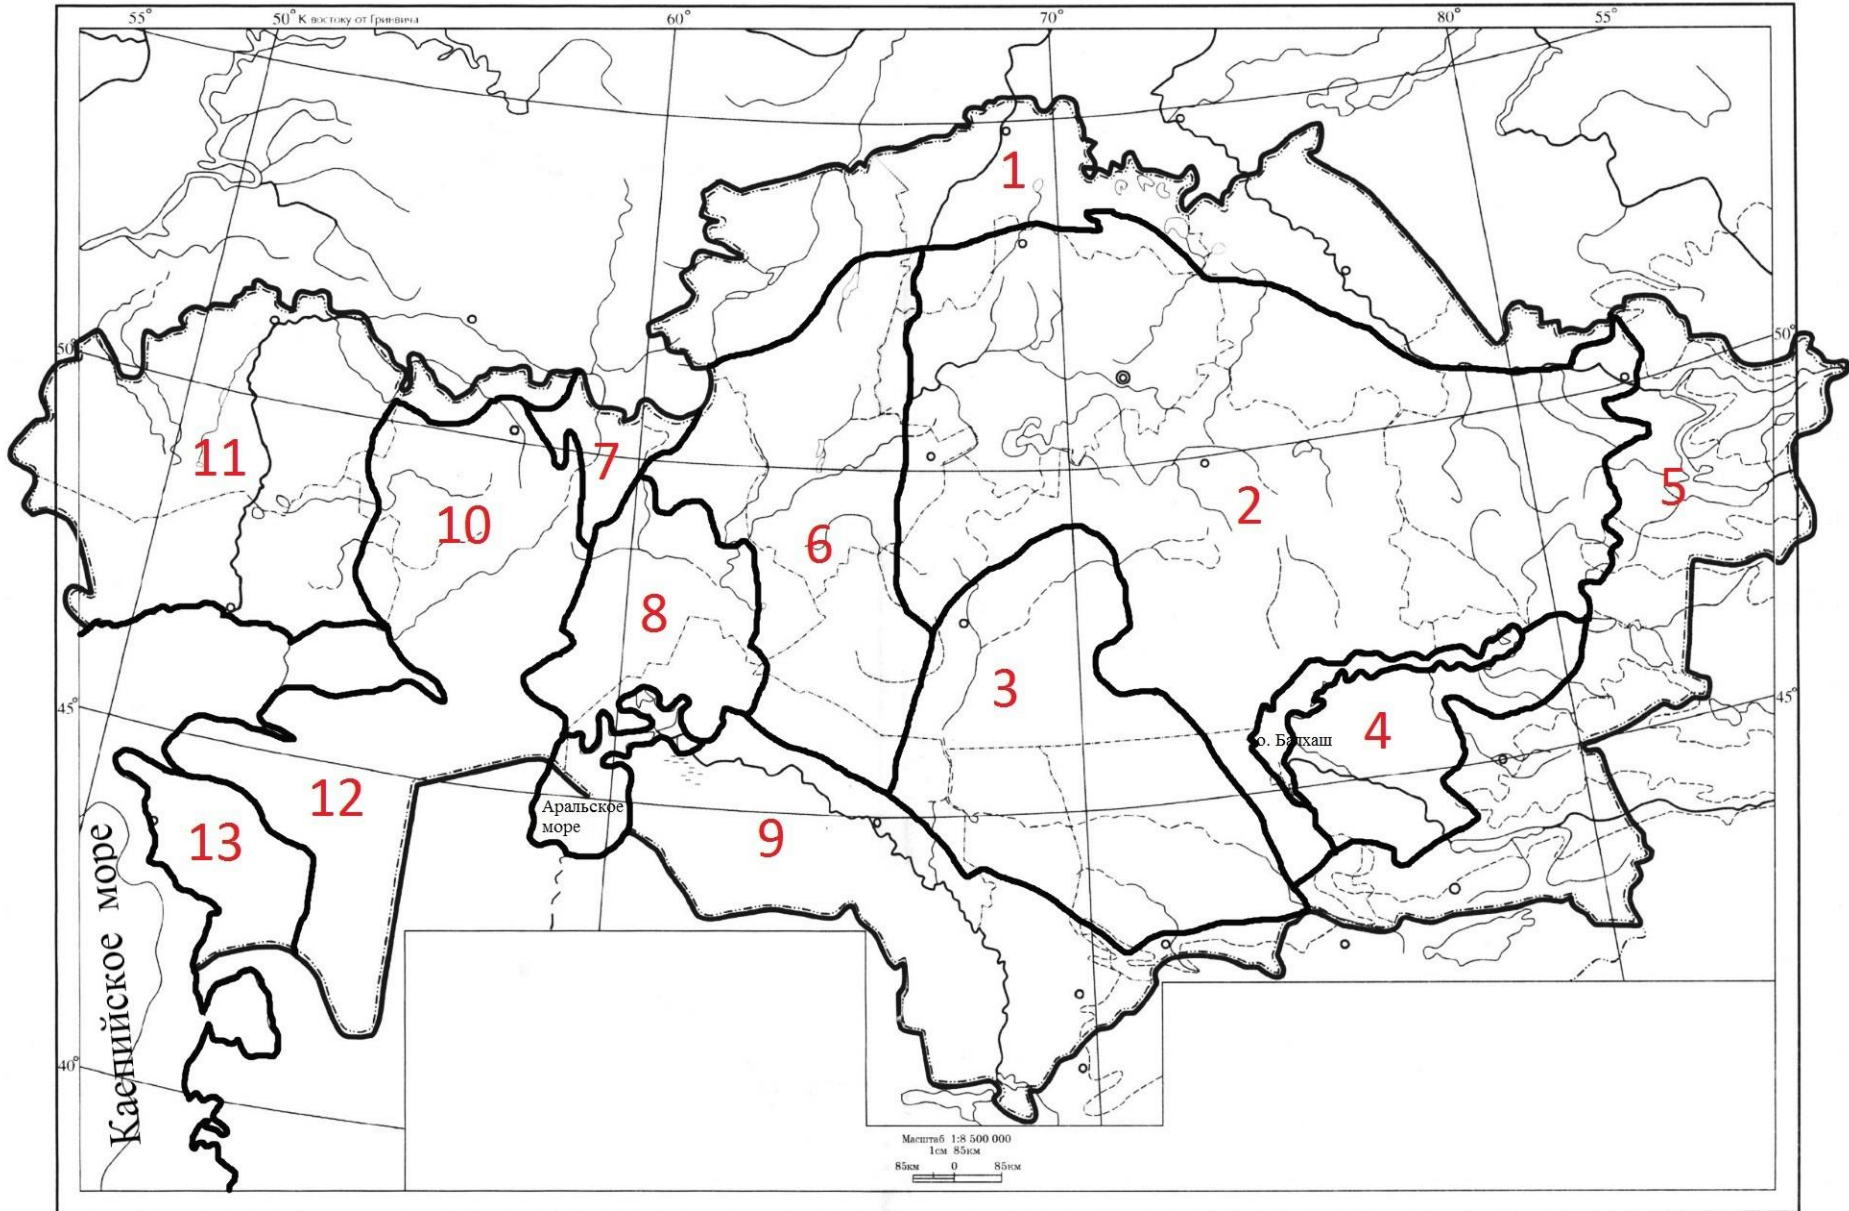 55° 50° К востоку от Гринвича 60° 70° 80° 55°
1
50° 50°
11
7
10
2
5
6
8
3
45° 45°
4
о. Балхаш
12
Аральское
море
13
9
Каепийское море
40°
Масштаб 1:8 500 000
1см 85км
85км 0 85км